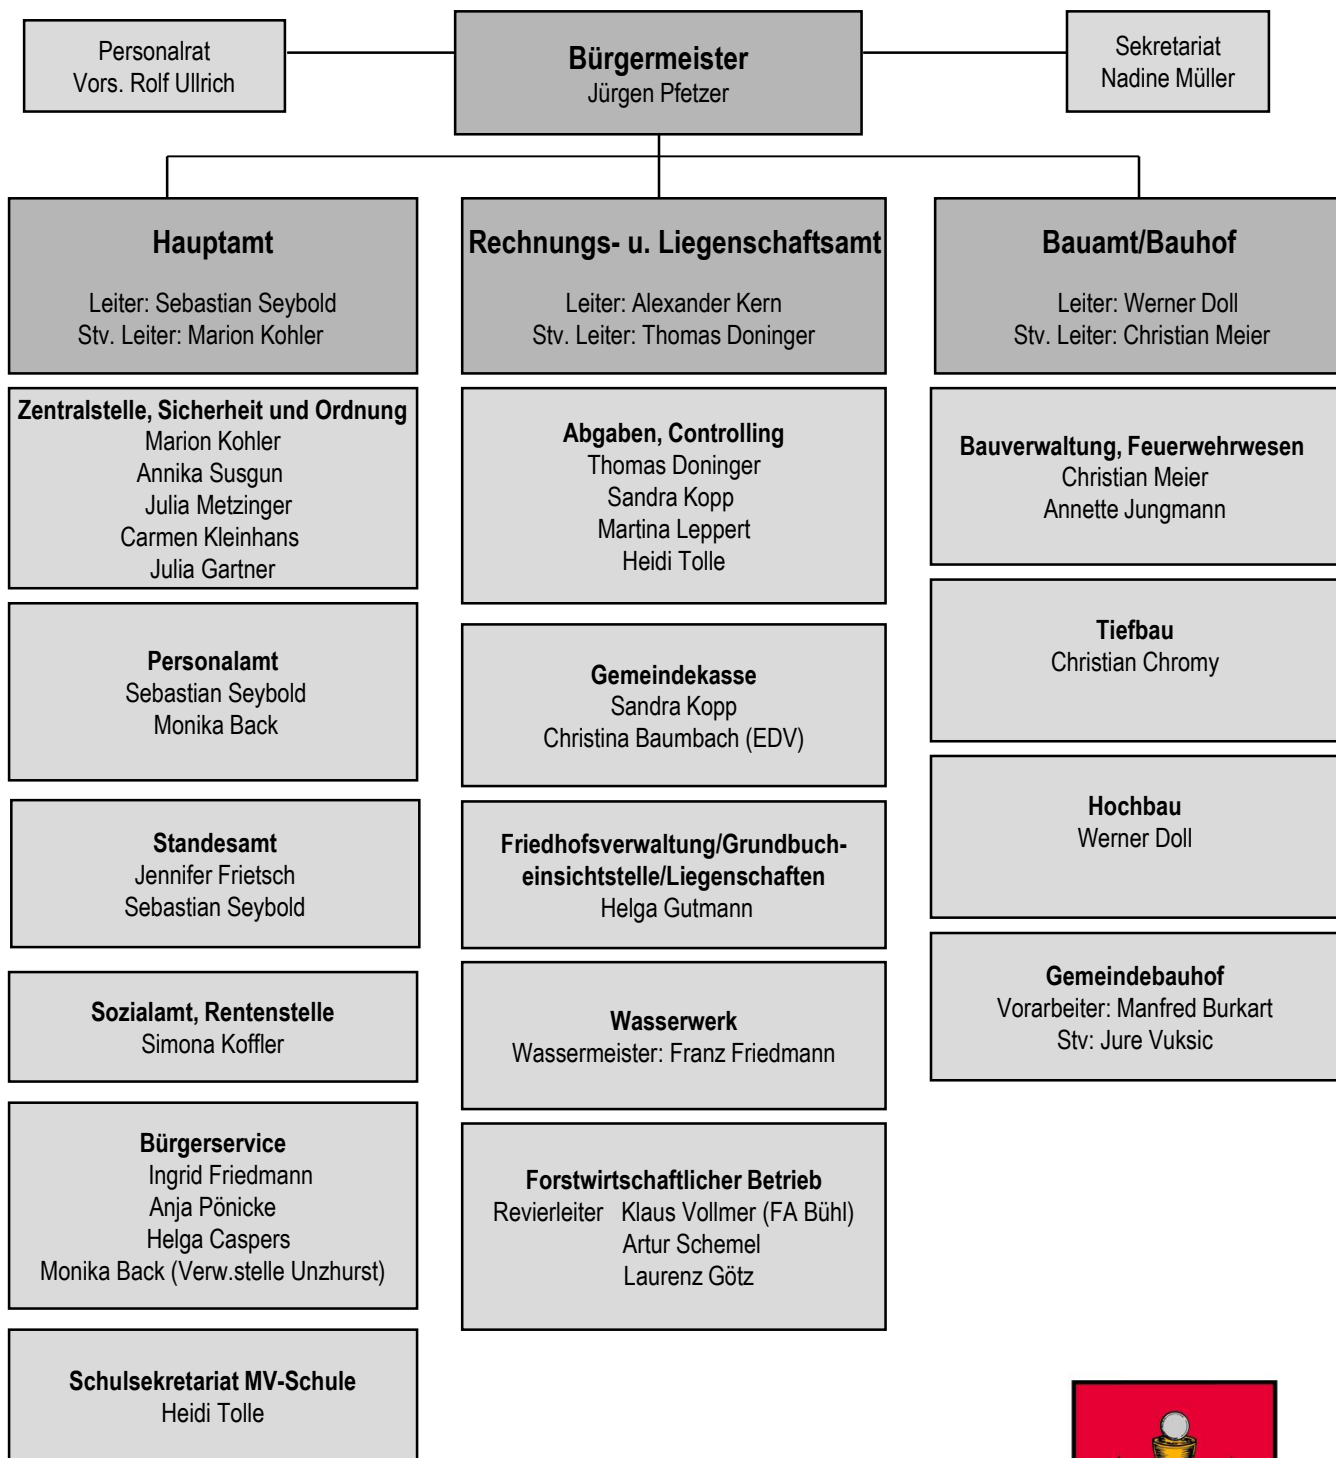 Personalrat
Vors. Rolf Ullrich
Bürgermeister
Jürgen Pfetzer
Sekretariat
Nadine Müller
Hauptamt
Leiter: Sebastian Seybold
Stv. Leiter: Marion Kohler
Zentralstelle, Sicherheit und Ordnung
Marion Kohler
Annika Susgun
Julia Metzinger
Carmen Kleinhans
Julia Gartner
Personalamt
Sebastian Seybold
Monika Back
Standesamt
Jennifer Frietsch
Sebastian Seybold
Sozialamt, Rentenstelle
Simona Koffler
Bürgerservice
Ingrid Friedmann
Anja Pönicke
Helga Caspers
Monika Back (Verw.stelle Unzhurst)
Schulsekretariat MV-Schule
Heidi Tolle
Rechnungs- u. Liegenschaftsamt
Leiter: Alexander Kern
Stv. Leiter: Thomas Doninger
Abgaben, Controlling
Thomas Doninger
Sandra Kopp
Martina Leppert
Heidi Tolle
Gemeindekasse
Sandra Kopp
Christina Baumbach (EDV)
Friedhofsverwaltung/Grundbuch-
einsichtstelle/Liegenschaften
Helga Gutmann
Wasserwerk
Wassermeister: Franz Friedmann
Forstwirtschaftlicher Betrieb
Revierleiter Klaus Vollmer (FA Bühl)
Artur Schemel
Laurenz Götz
Bauamt/Bauhof
Leiter: Werner Doll
Stv. Leiter: Christian Meier
Bauverwaltung, Feuerwehrwesen
Christian Meier
Annette Jungmann
Tiefbau
Christian Chromy
Hochbau
Werner Doll
Gemeindebauhof
Vorarbeiter: Manfred Burkart
Stv: Jure Vuksic